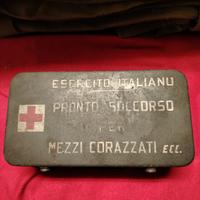 ESERCITO ITALIANO
PRONTO SOCCORSO
PER
MEZZI CORAZZATI ECC.